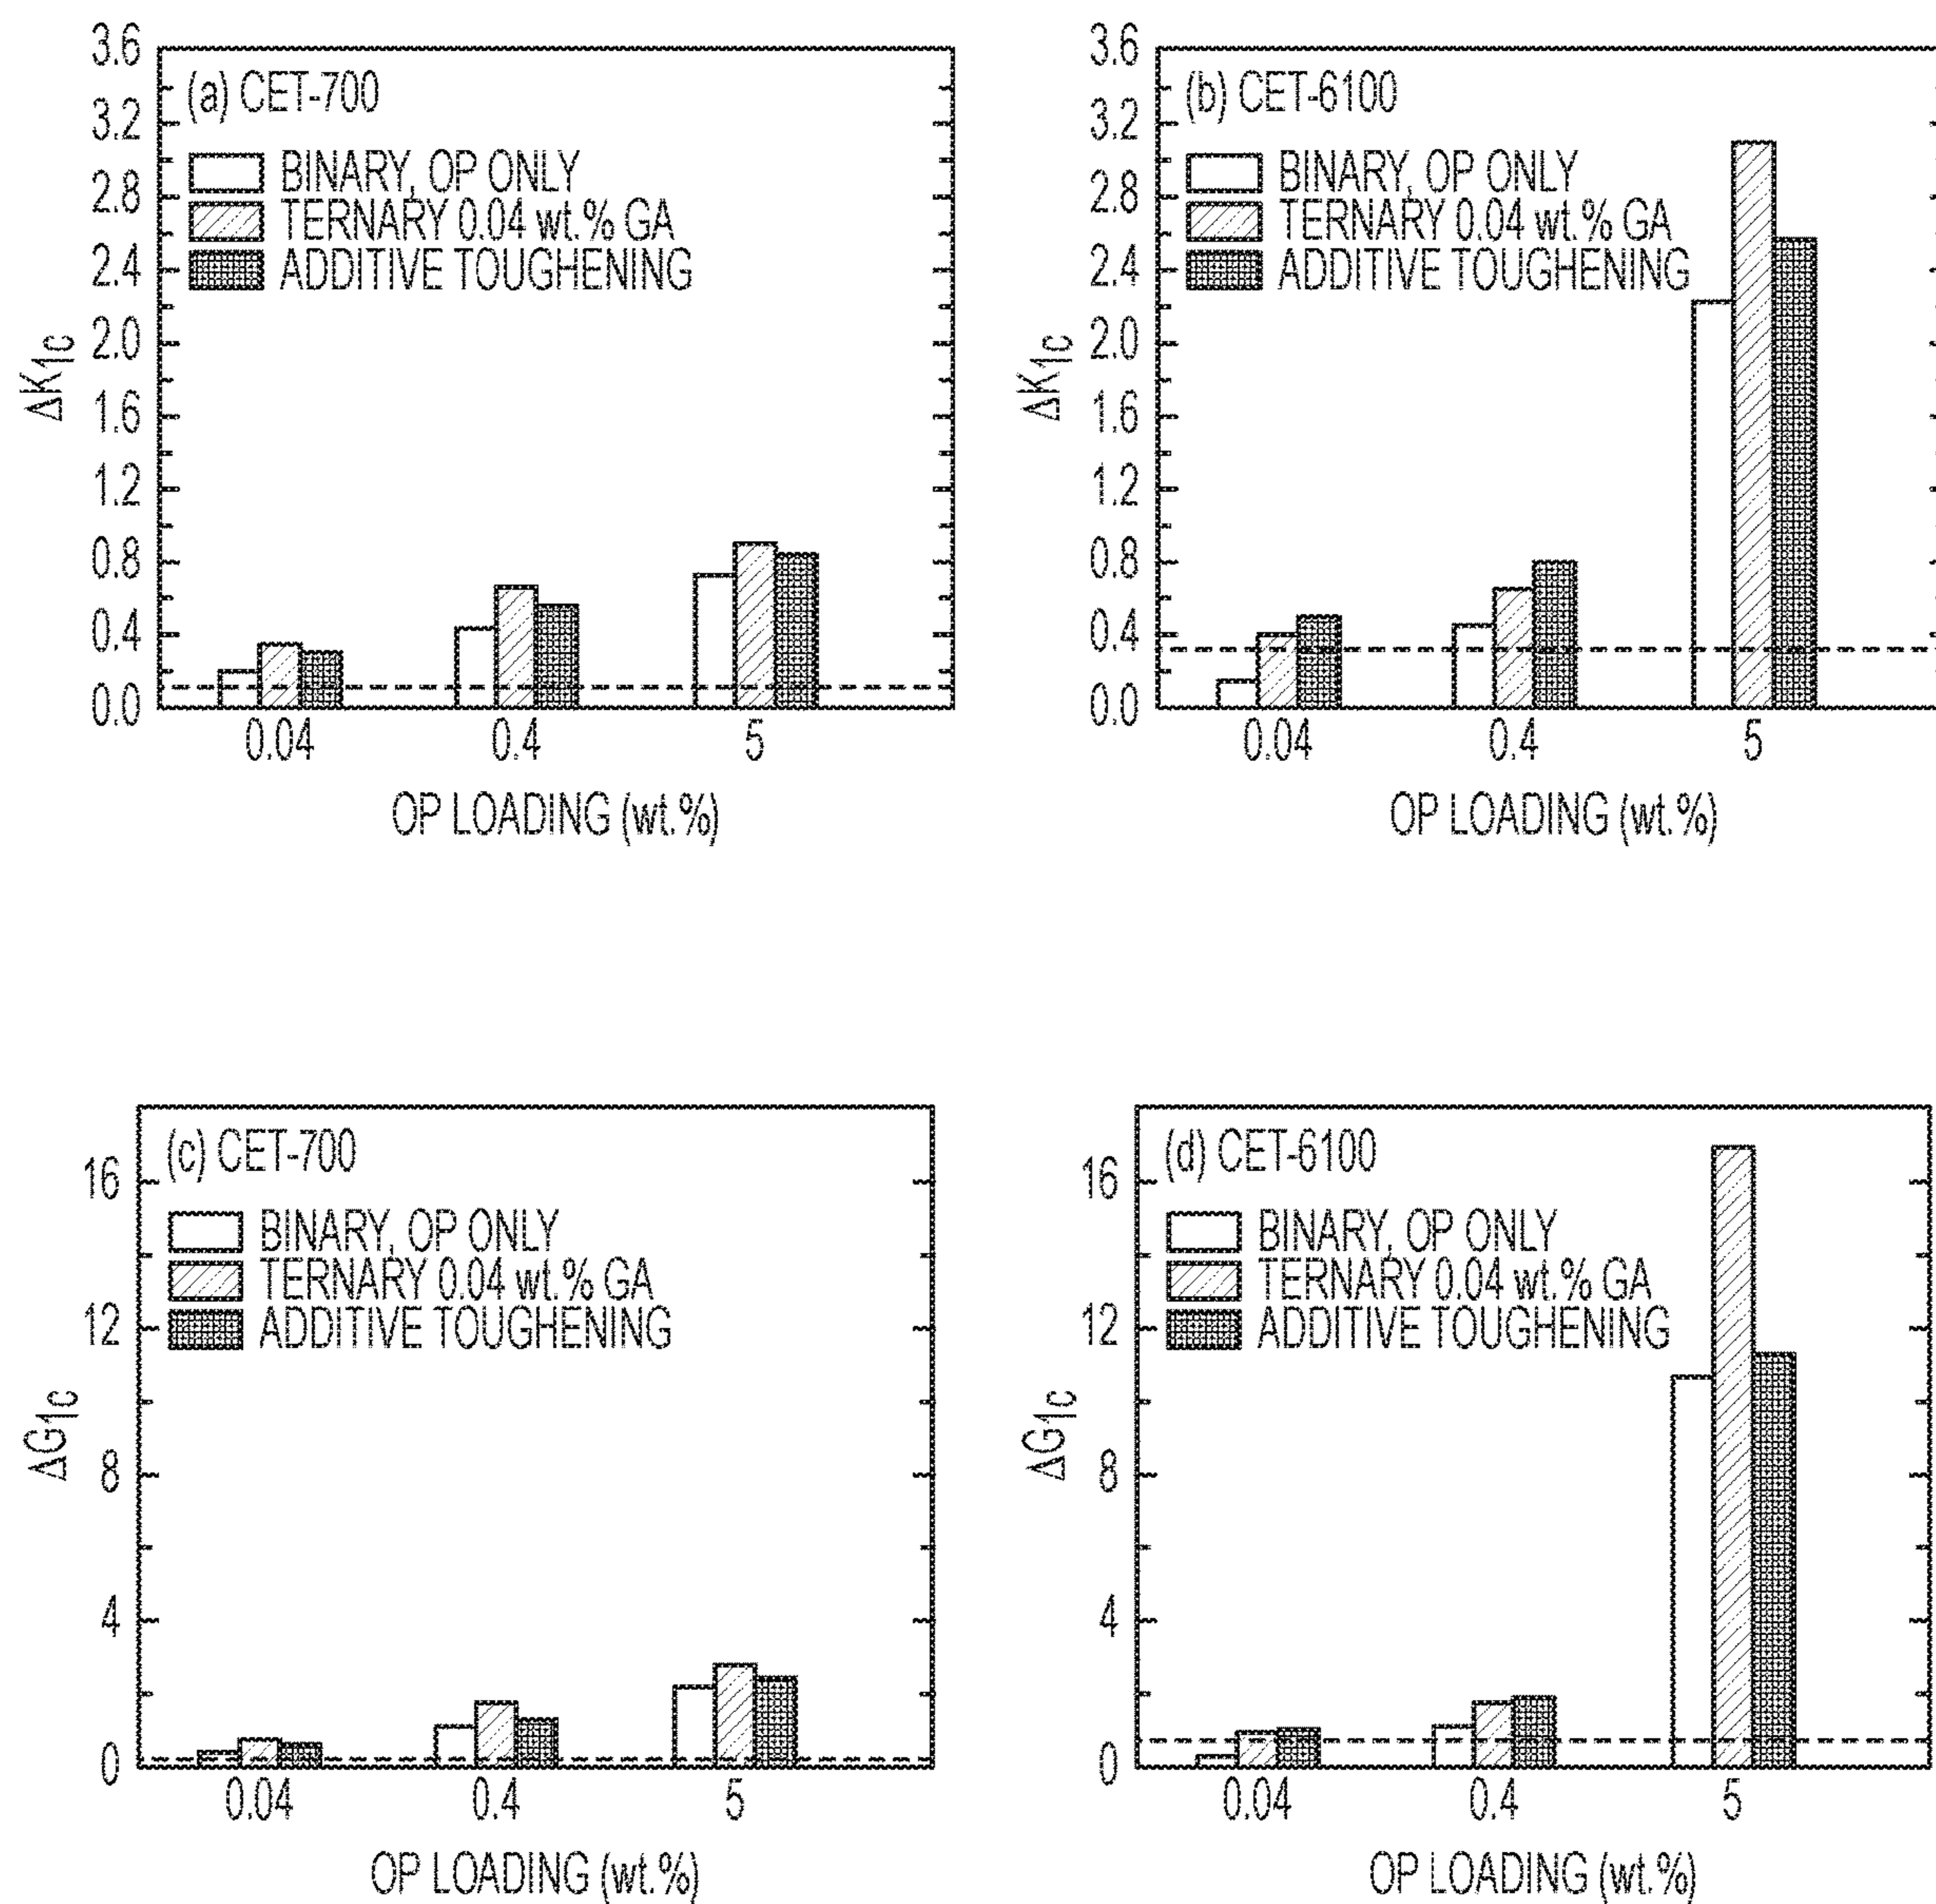 (a) CET-700
BINARY, OP ONLY
TERNARY 0.04 wt.% GA
ADDITIVE TOUGHENING
3.6
3.2
2.8
2.4
2.0
1.6
1.2
0.8
0.4
0.0
ΔK1c
0.04 0.4 5
OP LOADING (wt.%)
(b) CET-6100
BINARY, OP ONLY
TERNARY 0.04 wt.% GA
ADDITIVE TOUGHENING
3.6
3.2
2.8
2.4
2.0
1.6
1.2
0.8
0.4
0.0
ΔK1c
0.04 0.4 5
OP LOADING (wt.%)
(c) CET-700
BINARY, OP ONLY
TERNARY 0.04 wt.% GA
ADDITIVE TOUGHENING
16
12
8
4
0
ΔG1c
0.04 0.4 5
OP LOADING (wt.%)
(d) CET-6100
BINARY, OP ONLY
TERNARY 0.04 wt.% GA
ADDITIVE TOUGHENING
16
12
8
4
0
ΔG1c
0.04 0.4 5
OP LOADING (wt.%)